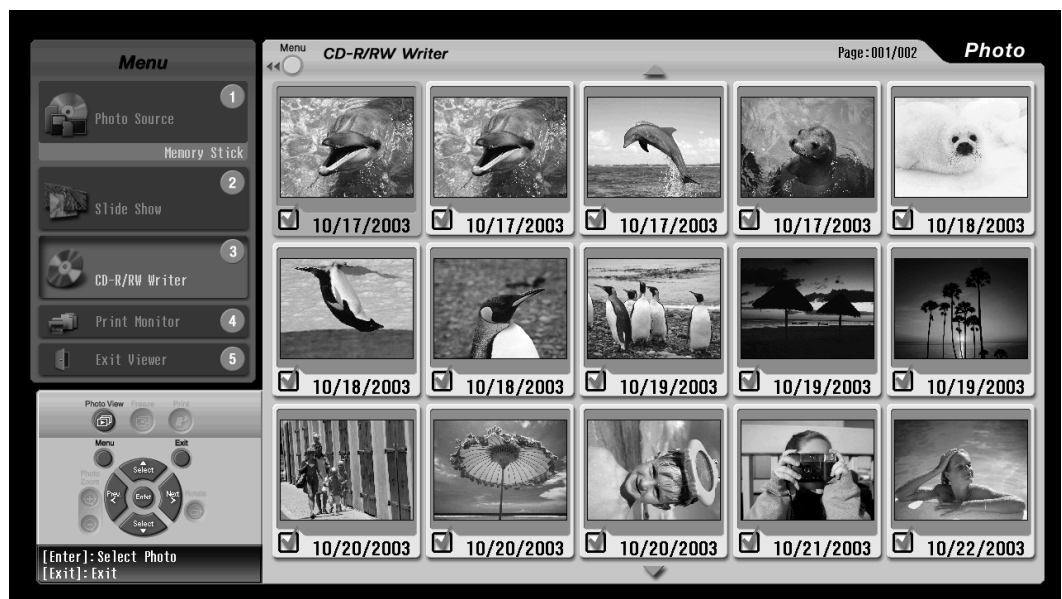 Menu
1
Photo Source
Memory Stick
2
Slide Show
3
CD-R/RW Writer
Print Monitor 4
Exit Viewer 5
Photo View Freeze Print
Menu Exit
Select
Photo Zoom
Prev. Enter Next Rotate
Select
[Enter]:Select Photo
[Exit]:Exit
Menu CD-R/RW Writer Page:001/002 Photo
10/17/2003 10/17/2003 10/17/2003 10/17/2003 10/18/2003
10/18/2003 10/18/2003 10/19/2003 10/19/2003 10/19/2003
10/20/2003 10/20/2003 10/20/2003 10/21/2003 10/22/2003